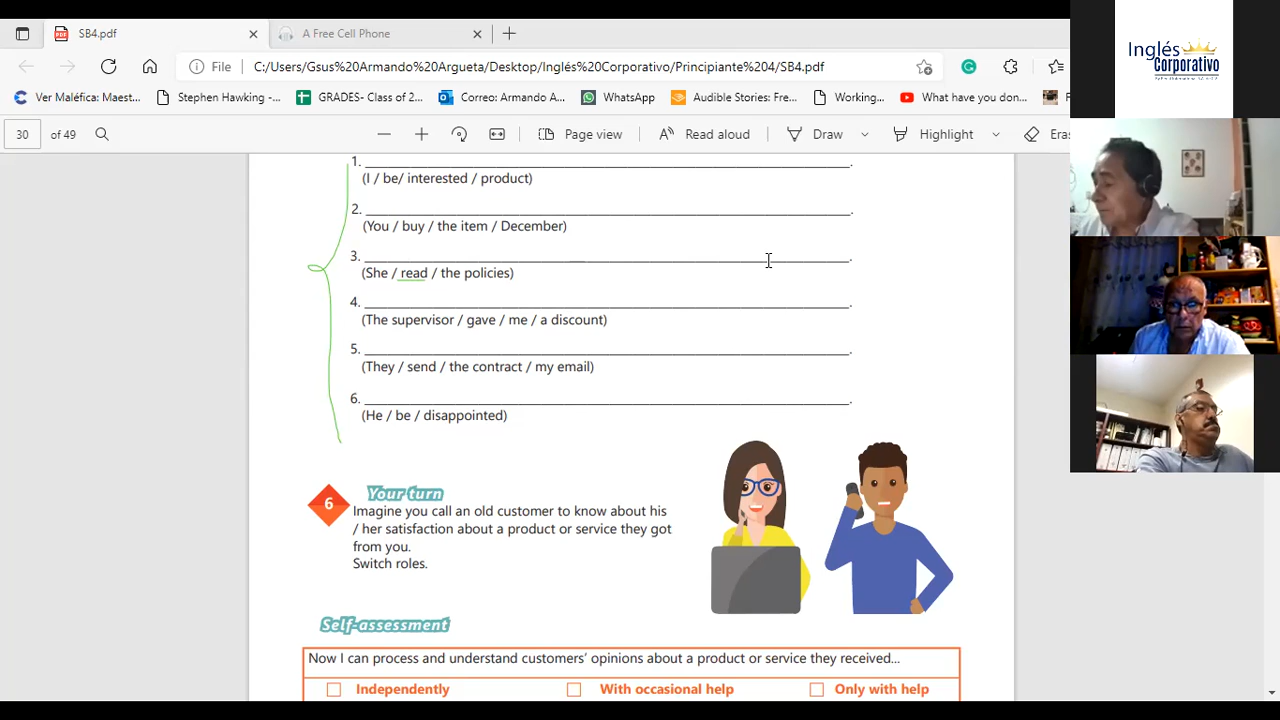 SB4.pdf
A Free Cell Phone
File
C:/Users/Gsus%20Armando%20Argueta/Desktop/Inglés%20Corporativo/Principiante%204/SB4.pdf
Ver Maléfica: Maest...
Stephen Hawking -...
GRADES- Class of 2...
Correo: Armando A...
WhatsApp
Audible Stories: Fre...
Working...
What have you don...
30 of 49
Page view
Read aloud
Draw
Highlight
Eras
Inglés
Corporativo
1. .
(I / be/ interested / product)
2. .
(You / buy / the item / December)
3. .
(She / read / the policies)
4. .
(The supervisor / gave / me / a discount)
5. .
(They / send / the contract / my email)
6. .
(He / be / disappointed)
6
Your turn
Imagine you call an old customer to know about his
/ her satisfaction about a product or service they got
from you.
Switch roles.
Self-assessment
Now I can process and understand customers’ opinions about a product or service they received...
Independently
With occasional help
Only with help